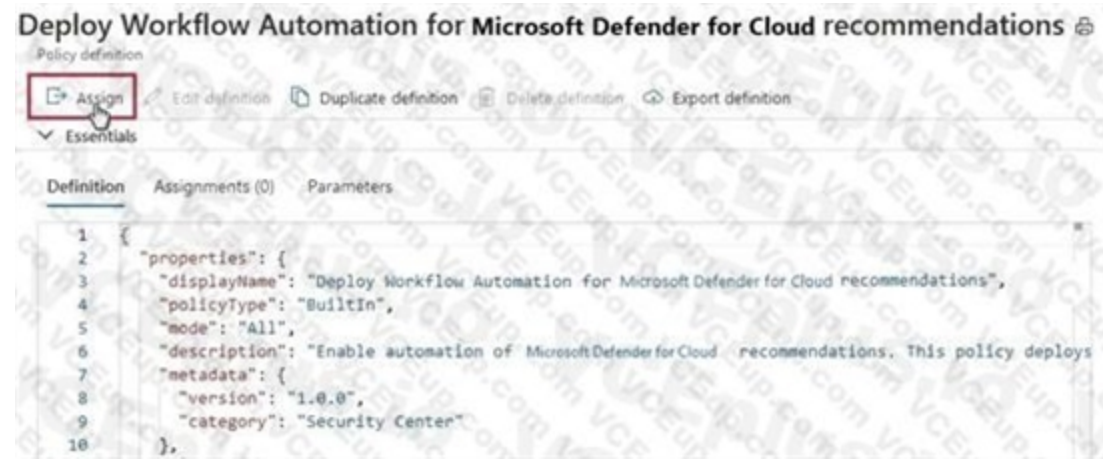 Deploy Workflow Automation for Microsoft Defender for Cloud recommendations
Policy definition
Assign Edit definition Duplicate definition Delete definition Export definition
Essentials
Definition Assignments (0) Parameters
1 {
2 "properties": {
3 "displayName": "Deploy Workflow Automation for Microsoft Defender for Cloud recommendations",
4 "policyType": "BuiltIn",
5 "mode": "All",
6 "description": "Enable automation of Microsoft Defender for Cloud recommendations. This policy deploys
7 "metadata": {
8 "version": "1.0.0",
9 "category": "Security Center"
10 },